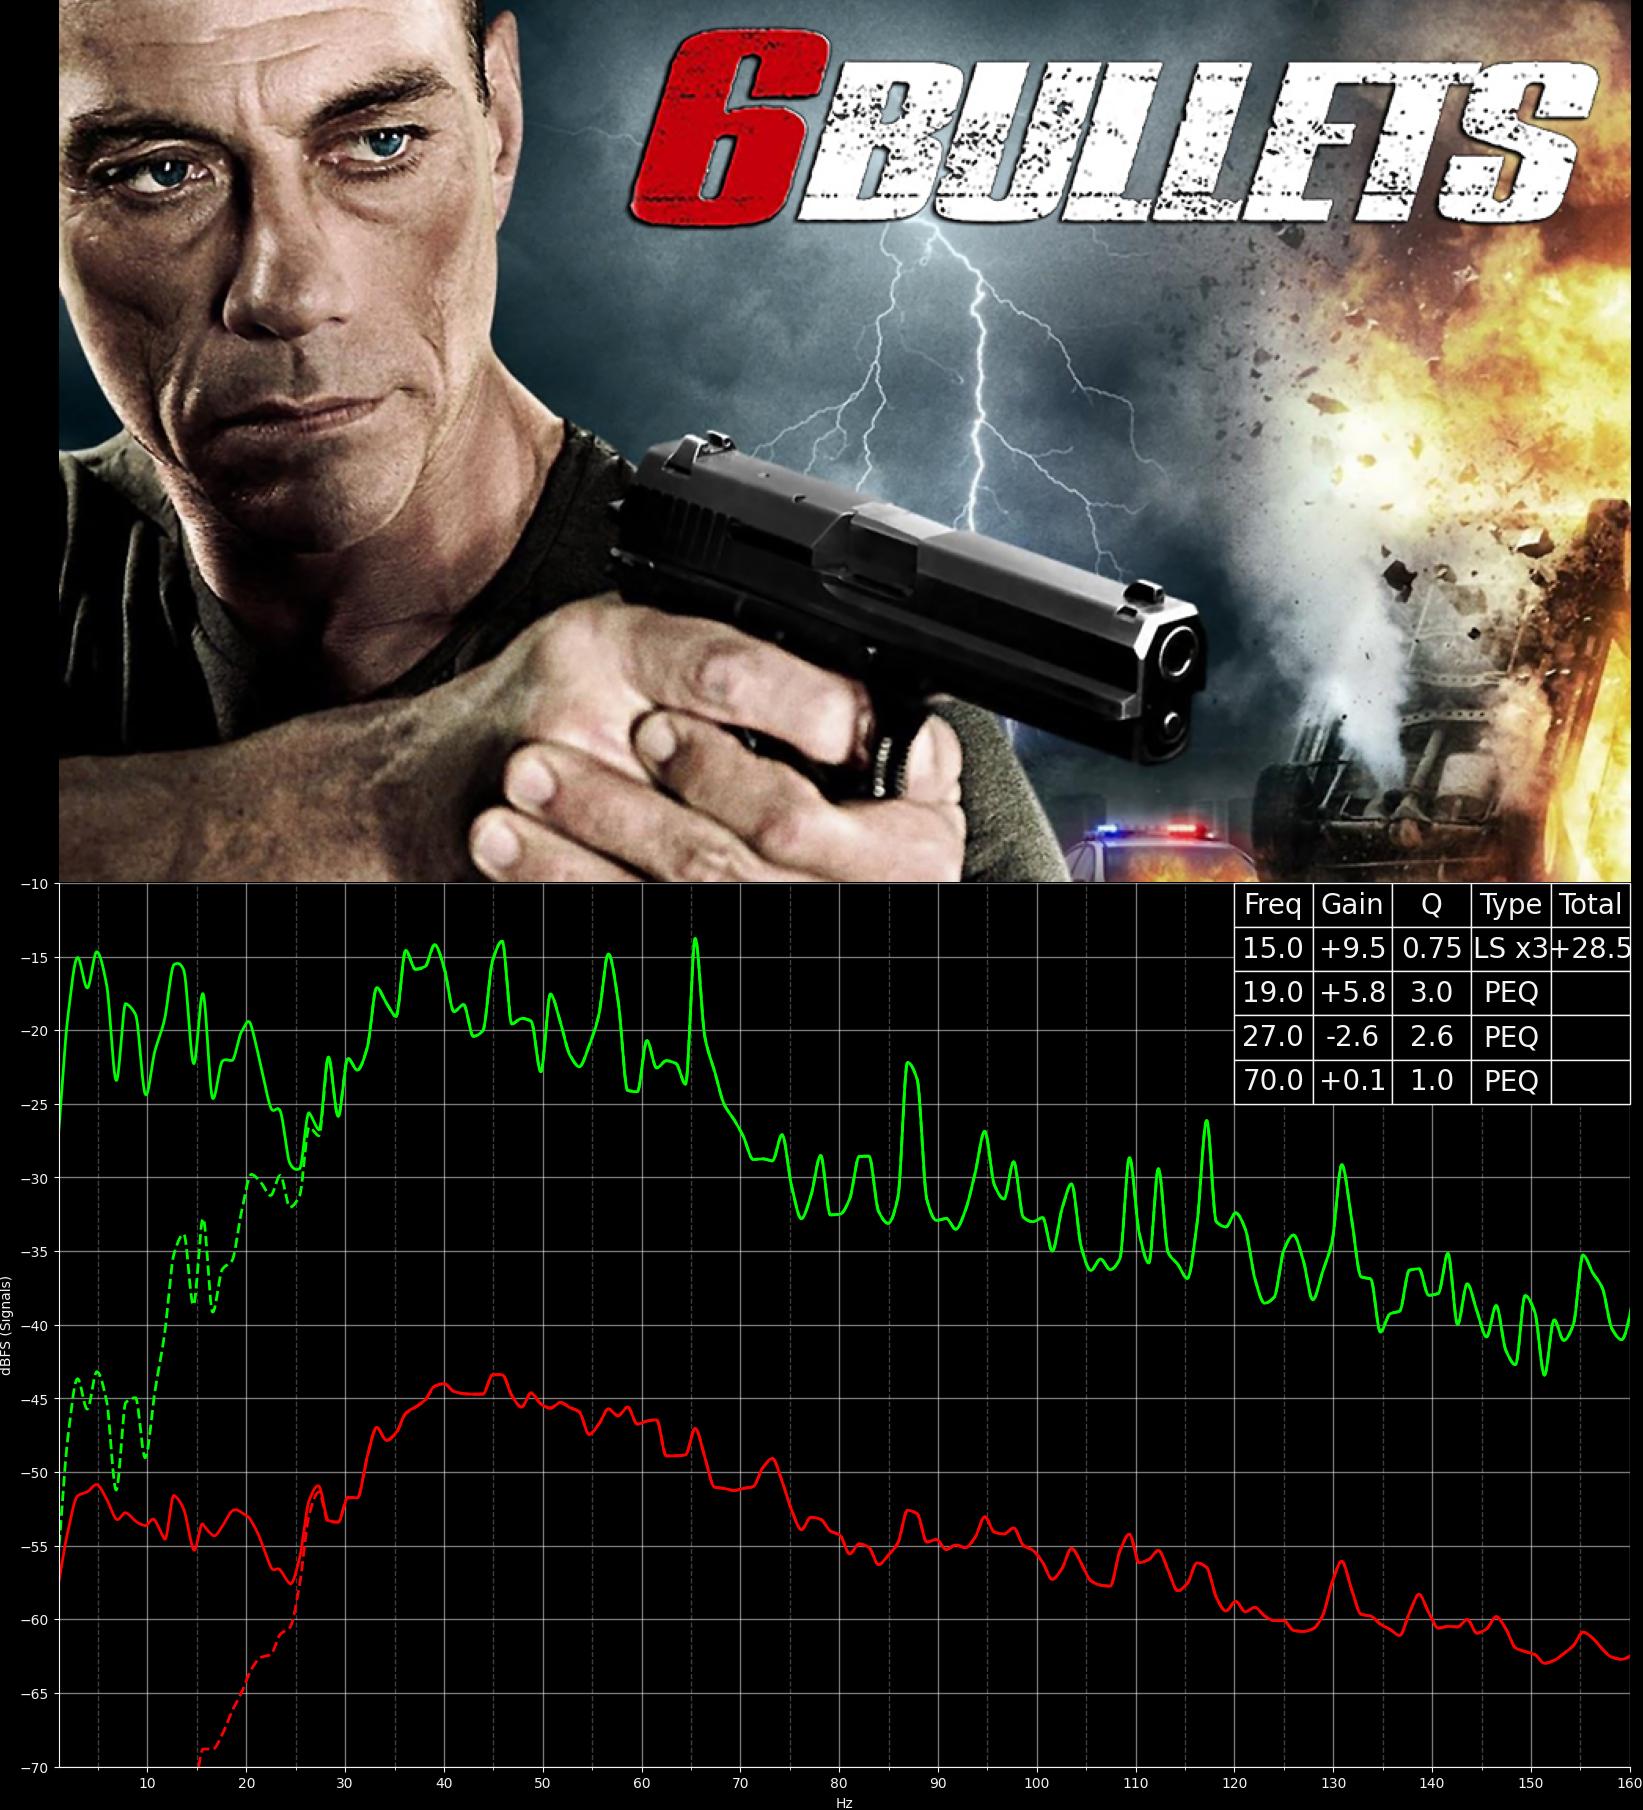 6 BULLETS
Freq Gain Q Type Total
15.0 +9.5 0.75 LS x3 +28.5
19.0 +5.8 3.0 PEQ
27.0 -2.6 2.6 PEQ
70.0 +0.1 1.0 PEQ
−10
−15
−20
−25
−30
−35
−40
−45
−50
−55
−60
−65
−70
dBFS (Signals)
10 20 30 40 50 60 70 80 90 100 110 120 130 140 150 160
Hz